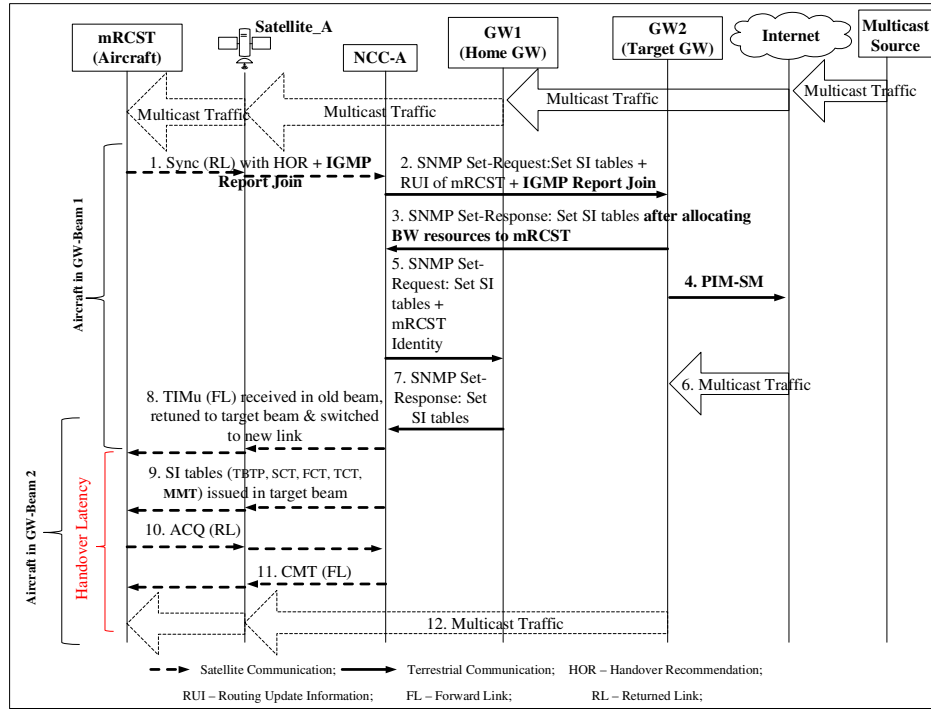 mRCST
(Aircraft)
Satellite_A
NCC-A
GW1
(Home GW)
GW2
(Target GW)
Internet
Multicast
Source
Multicast Traffic
Multicast Traffic
Multicast Traffic
Multicast Traffic
Aircraft in GW-Beam 1
1. Sync (RL) with HOR + IGMP
Report Join
2. SNMP Set-Request:Set SI tables +
RUI of mRCST + IGMP Report Join
3. SNMP Set-Response: Set SI tables after allocating
BW resources to mRCST
4. PIM-SM
5. SNMP Set-
Request: Set SI
tables +
mRCST
Identity
6. Multicast Traffic
7. SNMP Set-
Response: Set
SI tables
8. TIMu (FL) received in old beam,
retuned to target beam & switched
to new link
Aircraft in GW-Beam 2
Handover Latency
9. SI tables (TBTP, SCT, FCT, TCT,
MMT) issued in target beam
10. ACQ (RL)
11. CMT (FL)
12. Multicast Traffic
Satellite Communication;
Terrestrial Communication;
HOR – Handover Recommendation;
RUI – Routing Update Information;
FL – Forward Link;
RL – Returned Link;